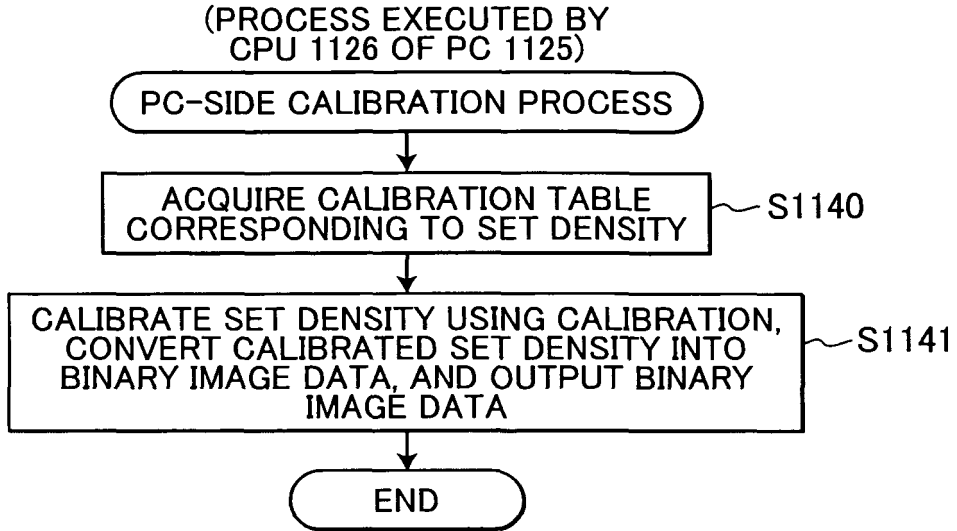 (PROCESS EXECUTED BY
CPU 1126 OF PC 1125)
PC-SIDE CALIBRATION PROCESS
ACQUIRE CALIBRATION TABLE
CORRESPONDING TO SET DENSITY
S1140
CALIBRATE SET DENSITY USING CALIBRATION,
CONVERT CALIBRATED SET DENSITY INTO
BINARY IMAGE DATA, AND OUTPUT BINARY
IMAGE DATA
S1141
END